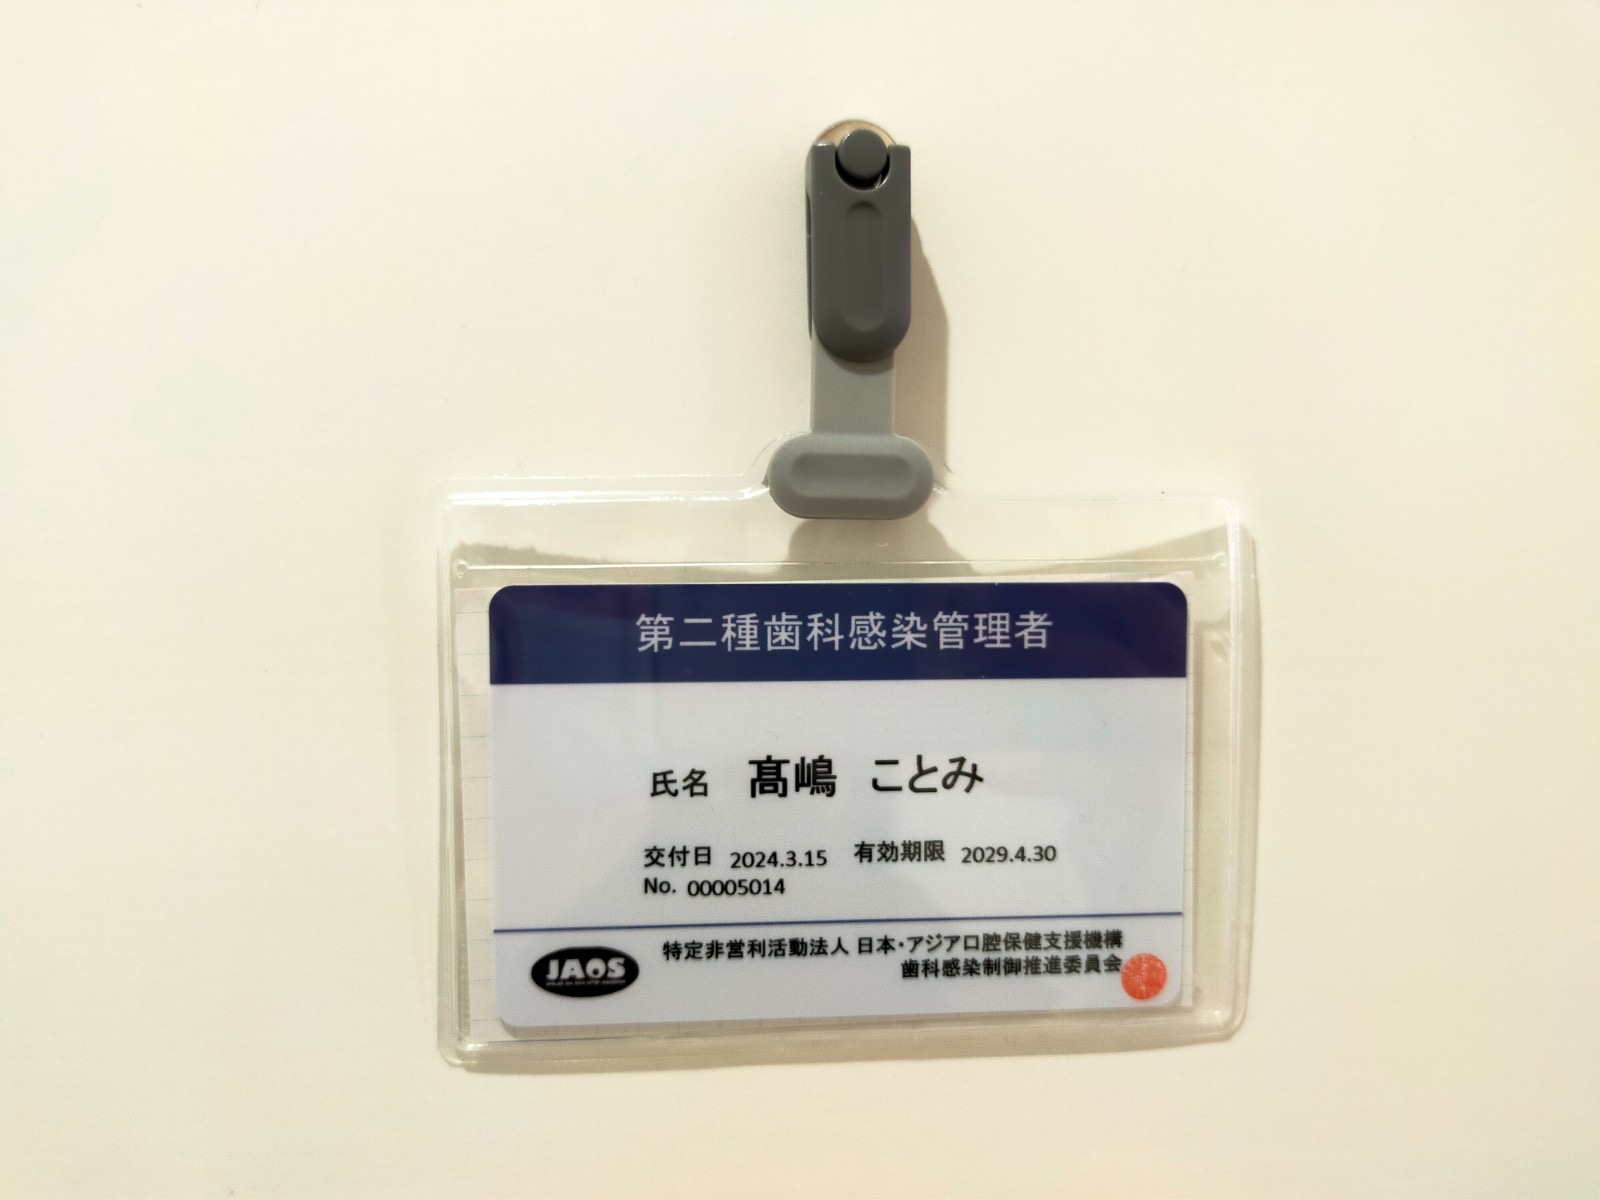 第二種歯科感染管理者
氏名 髙嶋 ことみ
交付日 2024.3.15 有効期限 2029.4.30
No. 00005014
JAOS
特定非営利活動法人 日本・アジア口腔保健支援機構
歯科感染制御推進委員会